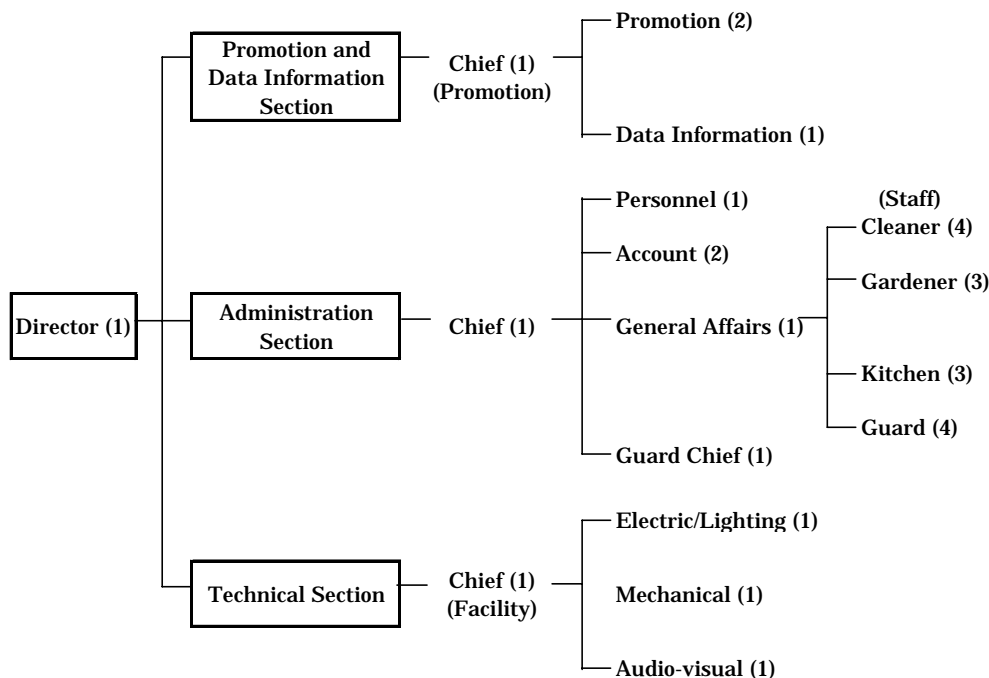 Promotion and
Data Information
Section
Chief (1)
(Promotion)
Promotion (2)
Data Information (1)
Director (1)
Administration
Section
Chief (1)
Personnel (1)
Account (2)
General Affairs (1)
Guard Chief (1)
(Staff)
Cleaner (4)
Gardener (3)
Kitchen (3)
Guard (4)
Technical Section
Chief (1)
(Facility)
Electric/Lighting (1)
Mechanical (1)
Audio-visual (1)